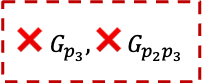 ❌ G_{p_3}, ❌ G_{p_2p_3}